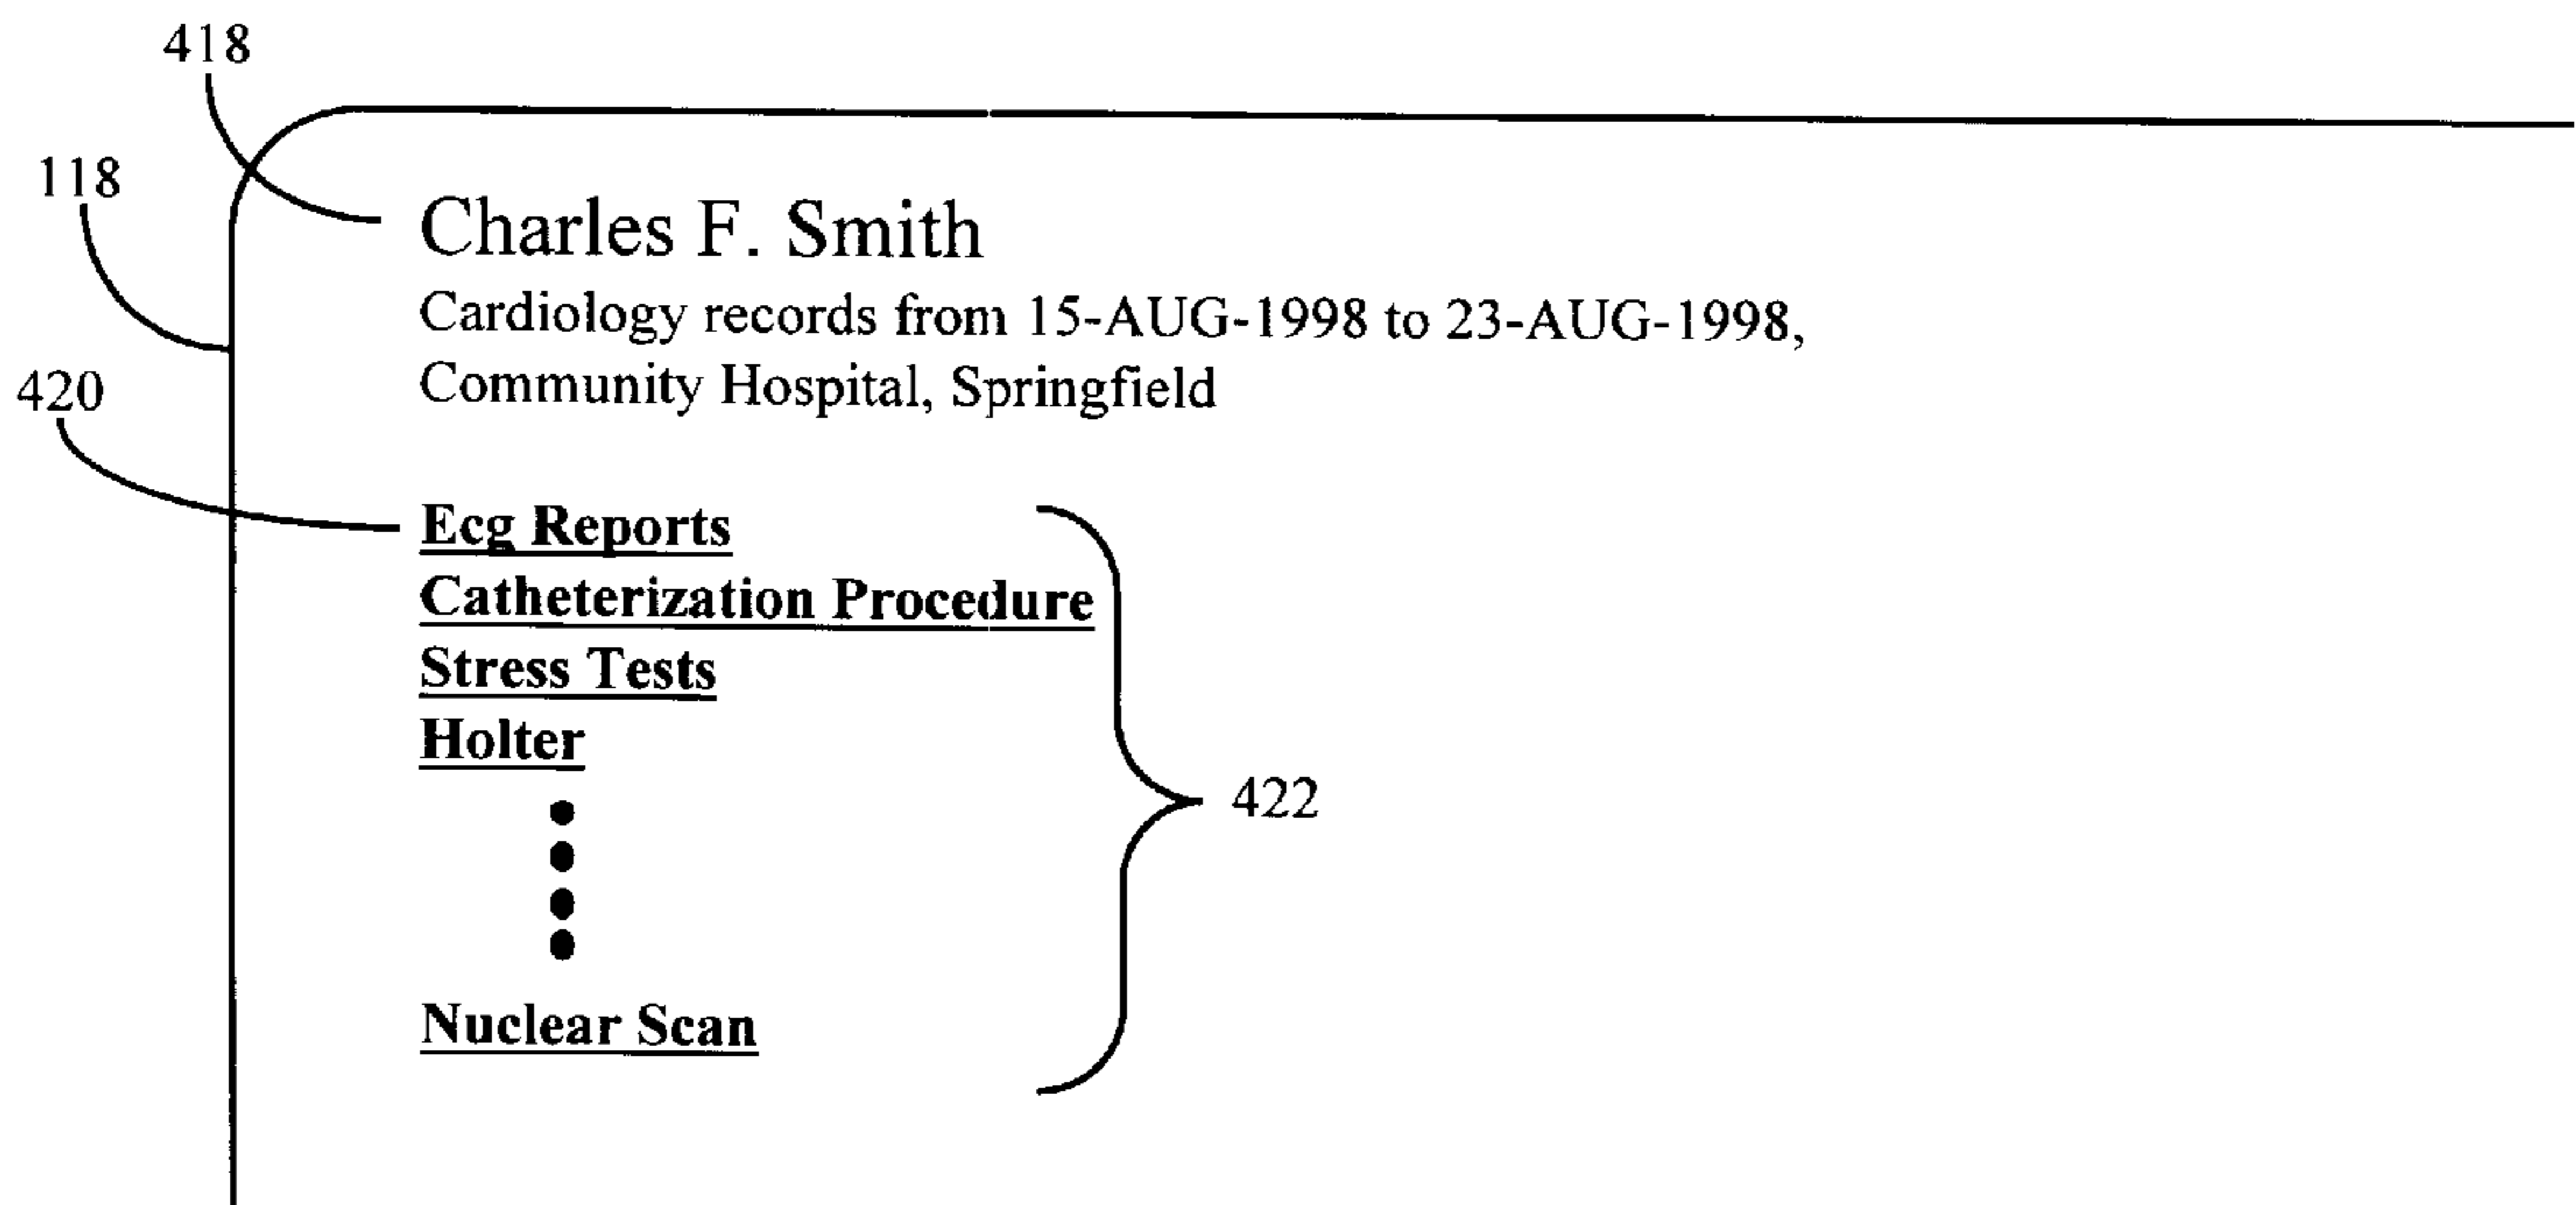 418
118
Charles F. Smith
Cardiology records from 15-AUG-1998 to 23-AUG-1998,
Community Hospital, Springfield
420
Ecg Reports
Catheterization Procedure
Stress Tests
Holter
422
Nuclear Scan